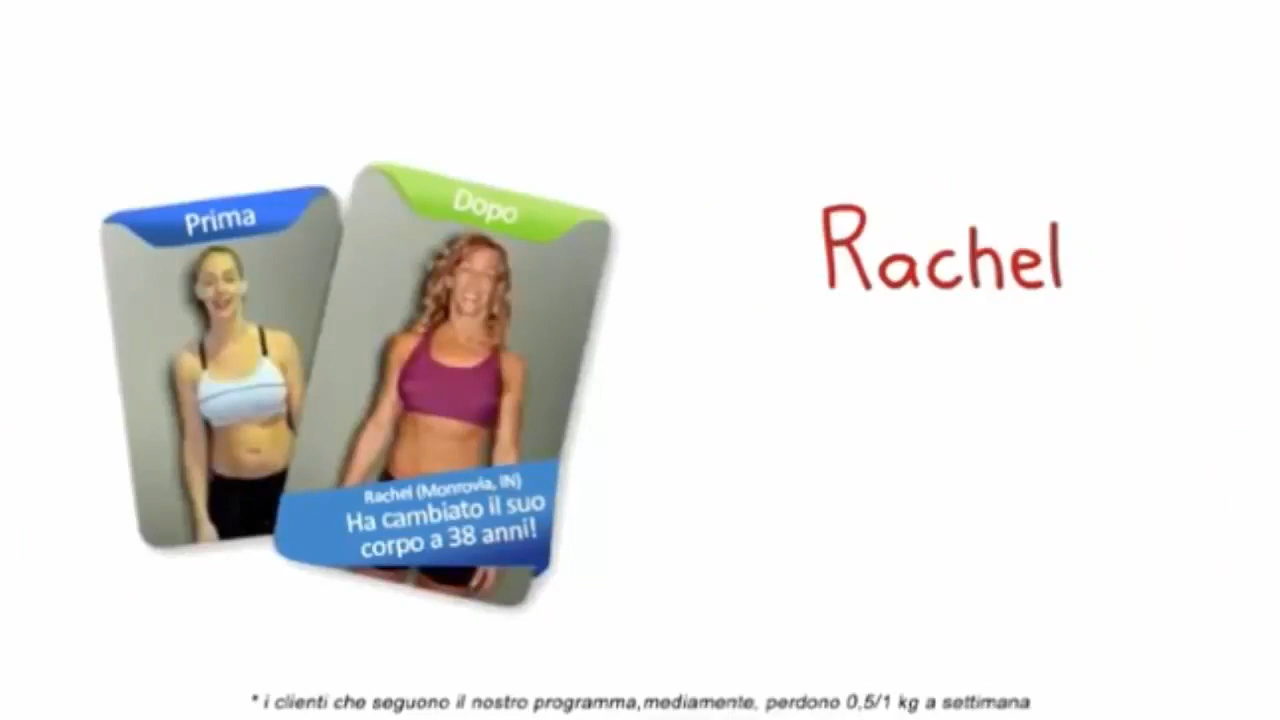 Prima
Dopo
Rachel
Rachel (Monrovia, IN)
Ha cambiato il suo
corpo a 38 anni!
* i clienti che seguono il nostro programma,mediamente, perdono 0,5/1 kg a settimana